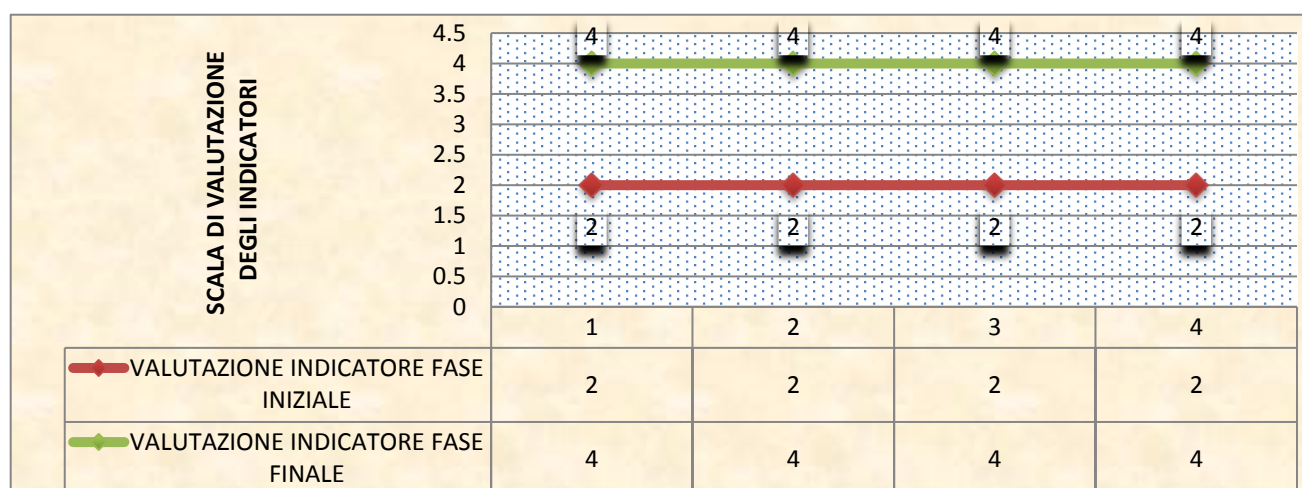 SCALA DI VALUTAZIONE
DEGLI INDICATORI
4.5
4
3.5
3
2.5
2
1.5
1
0.5
0
4 4 4 4
2 2 2 2
1 2 3 4
VALUTAZIONE INDICATORE FASE
INIZIALE
2 2 2 2
VALUTAZIONE INDICATORE FASE
FINALE
4 4 4 4